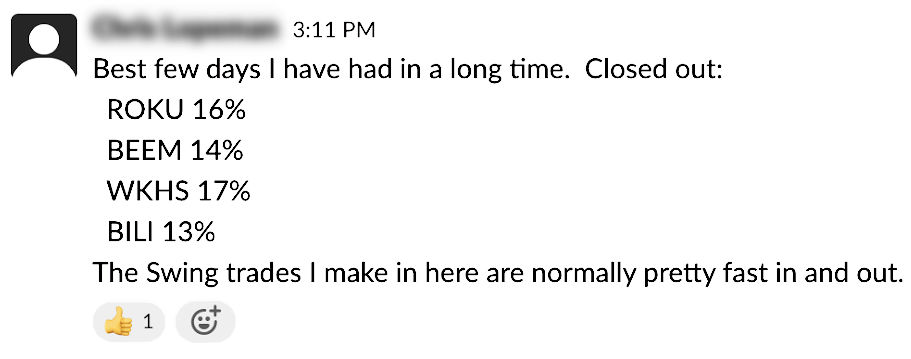 3:11 PM
Best few days I have had in a long time.  Closed out:
ROKU 16%
BEEM 14%
WKHS 17%
BILI 13%
The Swing trades I make in here are normally pretty fast in and out.
👍 1